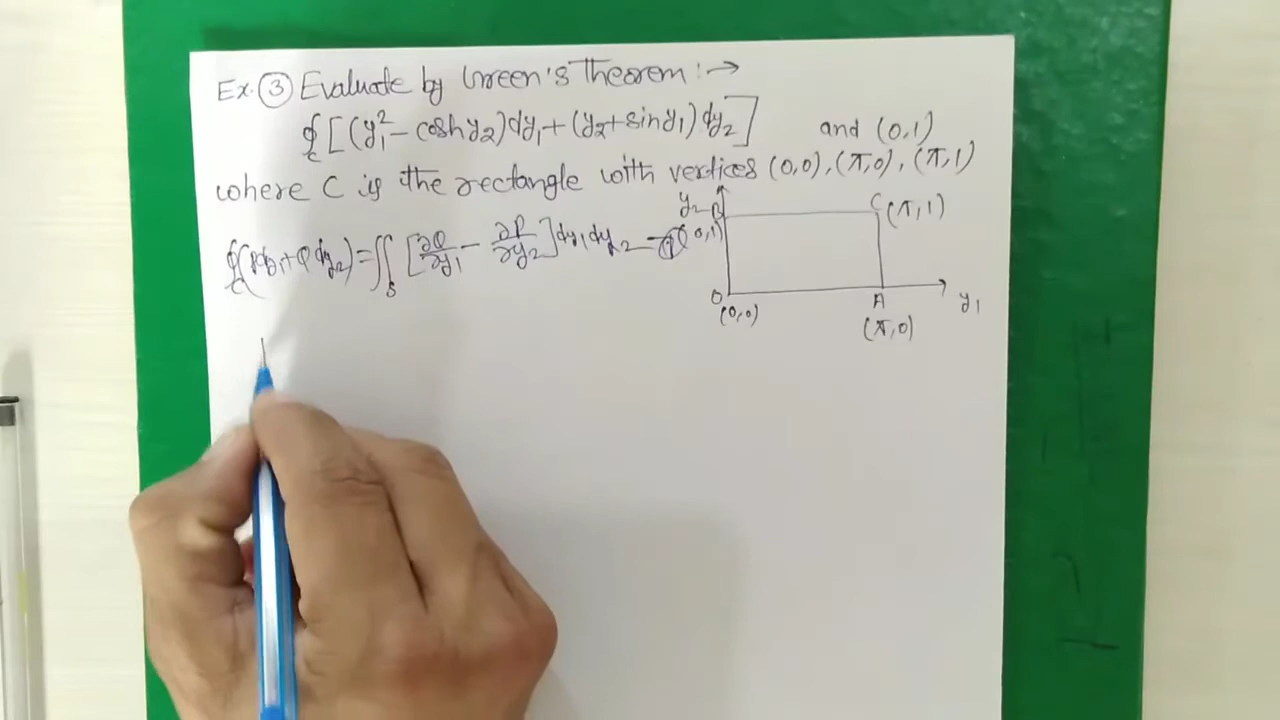 Ex. ③ Evaluate by Green's Theorem :→
∮_C [(y₁² - cosh y₂) dy₁ + (y₂ + sin y₁) dy₂]
and (0,1)
where C is the rectangle with vertices (0,0), (π,0), (π,1)
∮_C (P dy₁ + Q dy₂) = ∬ [∂Q/∂y₁ - ∂P/∂y₂] dy₁ dy₂ — ①
y₂
B
(0,1)
C (π,1)
O
(0,0)
A
(π,0)
y₁